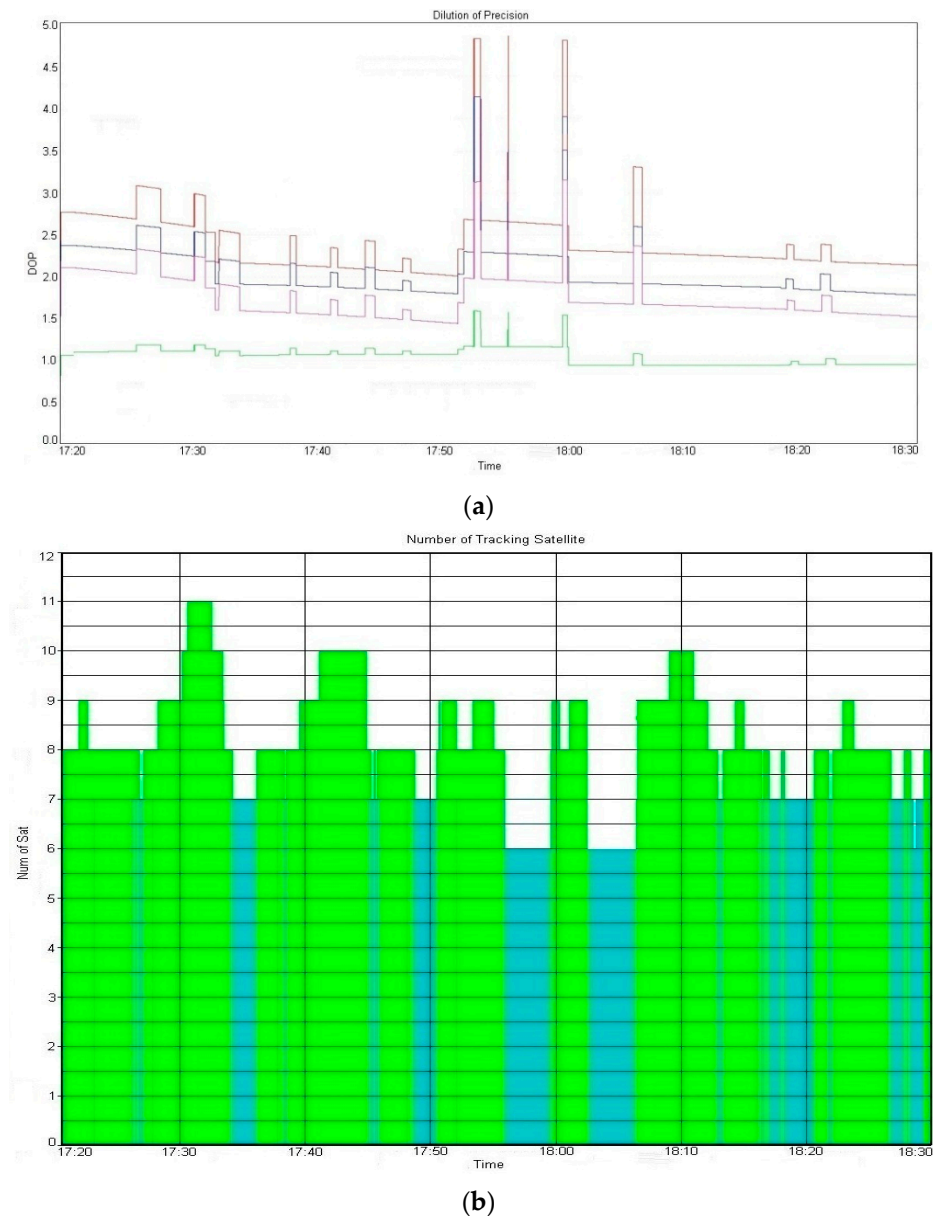 Dilution of Precision
5.0
4.5
4.0
3.5
3.0
2.5
2.0
1.5
1.0
0.5
0.0
DOP
17:20 17:30 17:40 17:50 18:00 18:10 18:20 18:30
Time
(a)
Number of Tracking Satellite
12
11
10
9
8
7
6
5
4
3
2
1
0
Num of Sat
17:20 17:30 17:40 17:50 18:00 18:10 18:20 18:30
Time
(b)